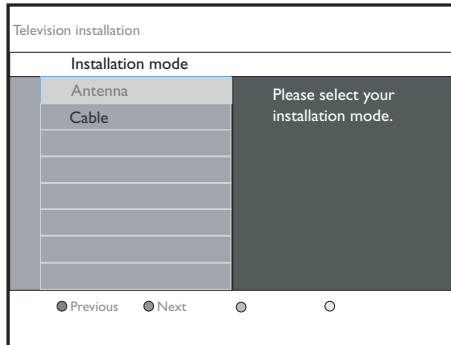 Television installation
Installation mode
Antenna
Please select your
installation mode.
Cable
Previous Next